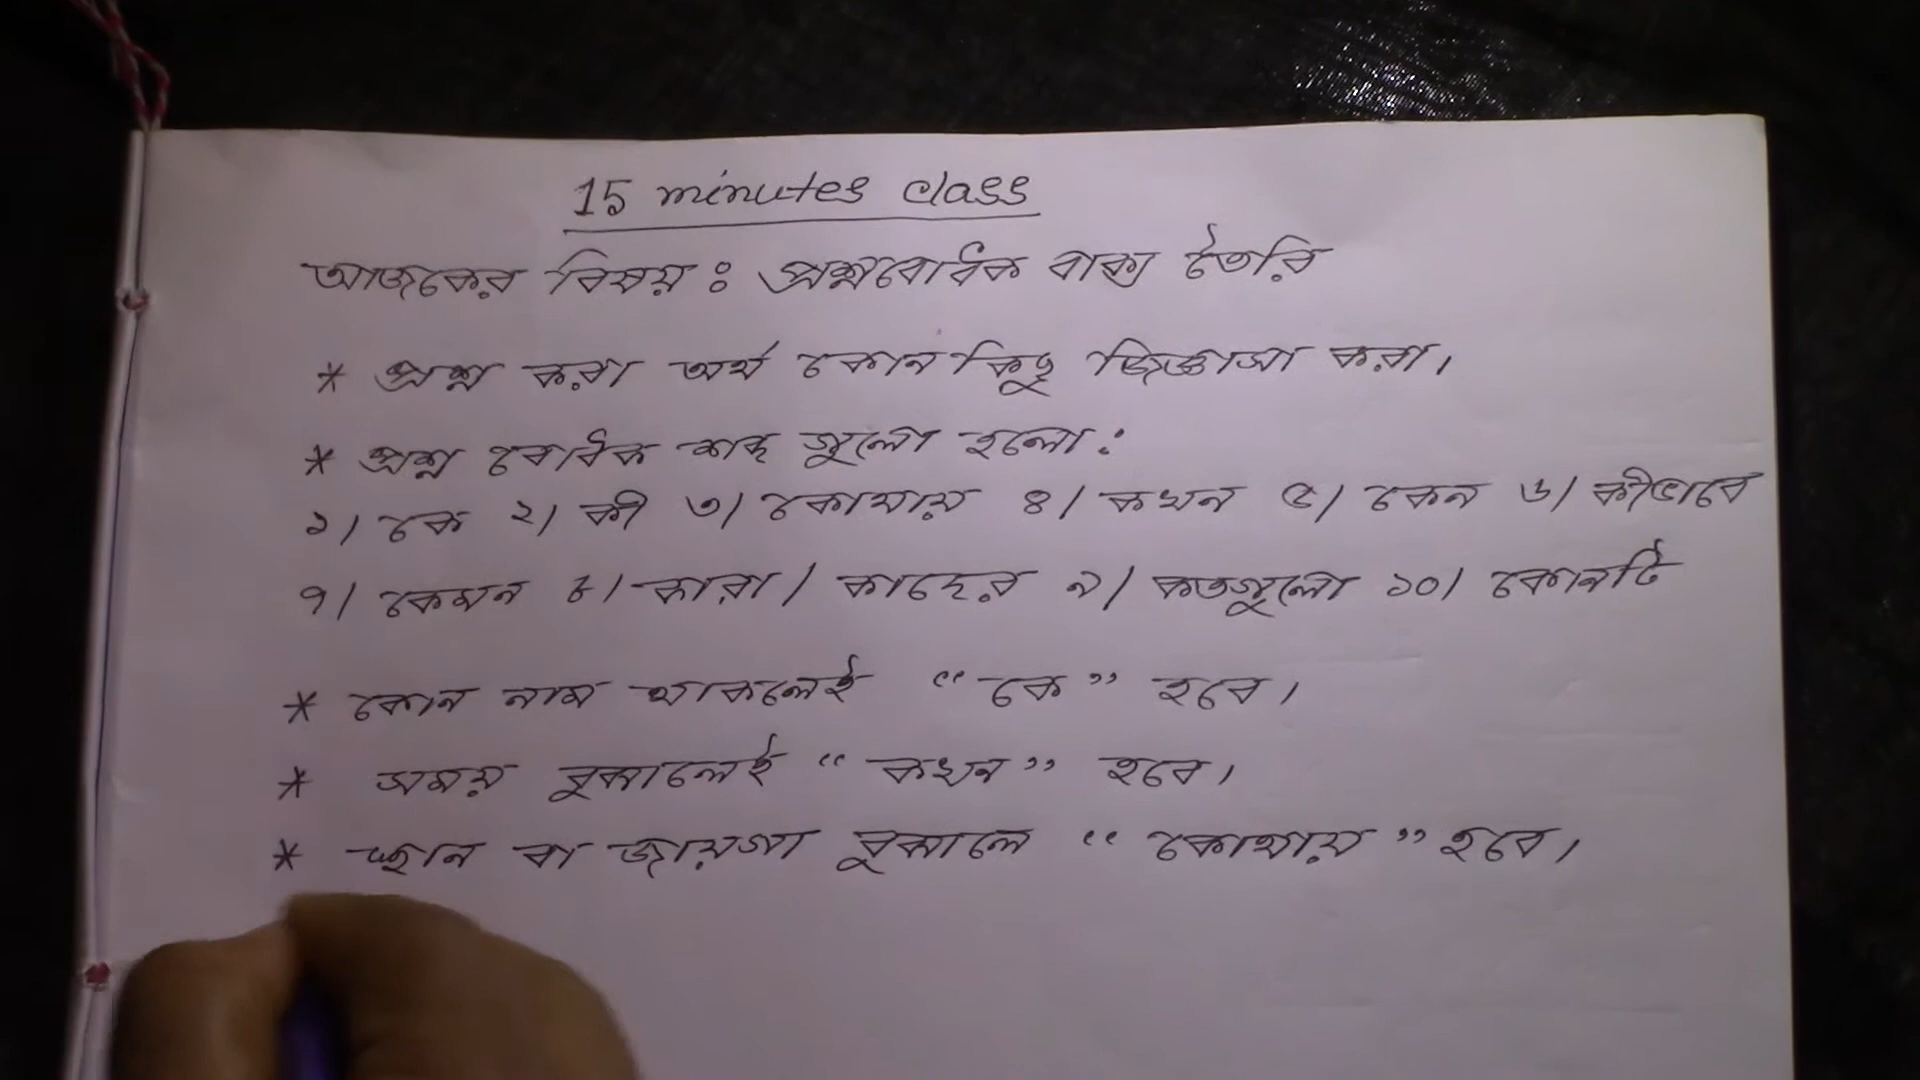 15 minutes class
আজকের বিষয় : প্রশ্নবোধক বাক্য তৈরি
* প্রশ্ন করা অর্থ কোন কিছু জিজ্ঞাসা করা।
* প্রশ্ন বোধক শব্দ গুলো হলো :
১) কে ২) কী ৩) কোথায় ৪) কখন ৫) কেন ৬) কীভাবে
৭) কেমন ৮) কারা/কাদের ৯) কতগুলো ১০) কোনটি
* কোন নাম থাকলেই "কে" হবে।
* সময় বুঝালেই "কখন" হবে।
* স্থান বা জায়গা বুঝালে "কোথায়" হবে।